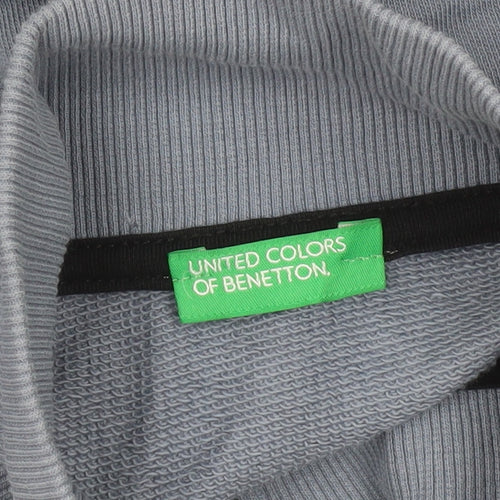 UNITED COLORS
OF BENETTON.